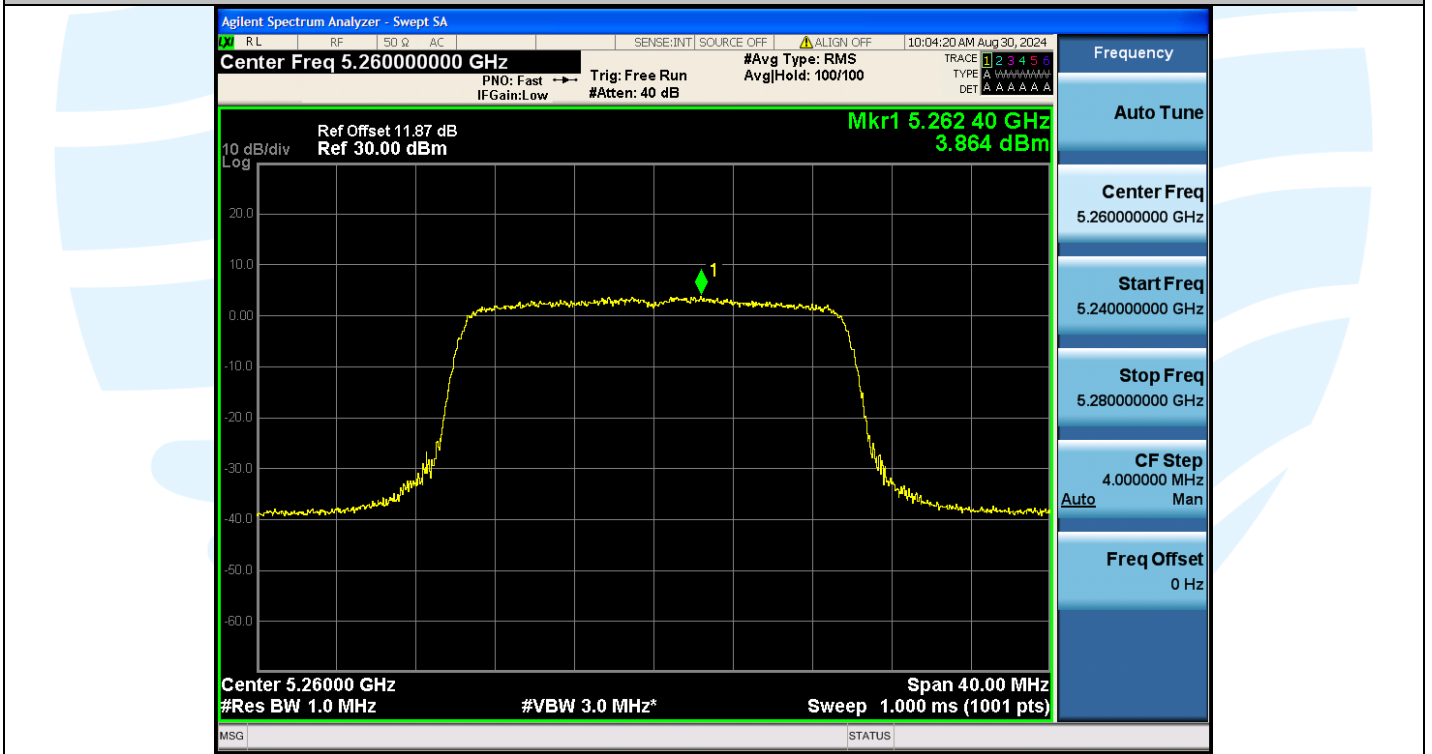 Agilent Spectrum Analyzer - Swept SA
LXI RL RF 50 Ω AC SENSE:INT SOURCE OFF ALIGN OFF 10:04:20 AM Aug 30, 2024
Center Freq 5.260000000 GHz
PNO: Fast
IFGain:Low
Trig: Free Run
#Atten: 40 dB
#Avg Type: RMS
Avg|Hold: 100/100
TRACE 1 2 3 4 5 6
TYPE A WWWWW
DET A A A A A A
Ref Offset 11.87 dB
10 dB/div Ref 30.00 dBm
Log
Mkr1 5.262 40 GHz
3.864 dBm
20.0
10.0
0.00
-10.0
-20.0
-30.0
-40.0
-50.0
-60.0
1
Center 5.26000 GHz Span 40.00 MHz
#Res BW 1.0 MHz #VBW 3.0 MHz* Sweep 1.000 ms (1001 pts)
MSG STATUS
Frequency
Auto Tune
Center Freq
5.260000000 GHz
Start Freq
5.240000000 GHz
Stop Freq
5.280000000 GHz
CF Step
4.000000 MHz
Auto Man
Freq Offset
0 Hz